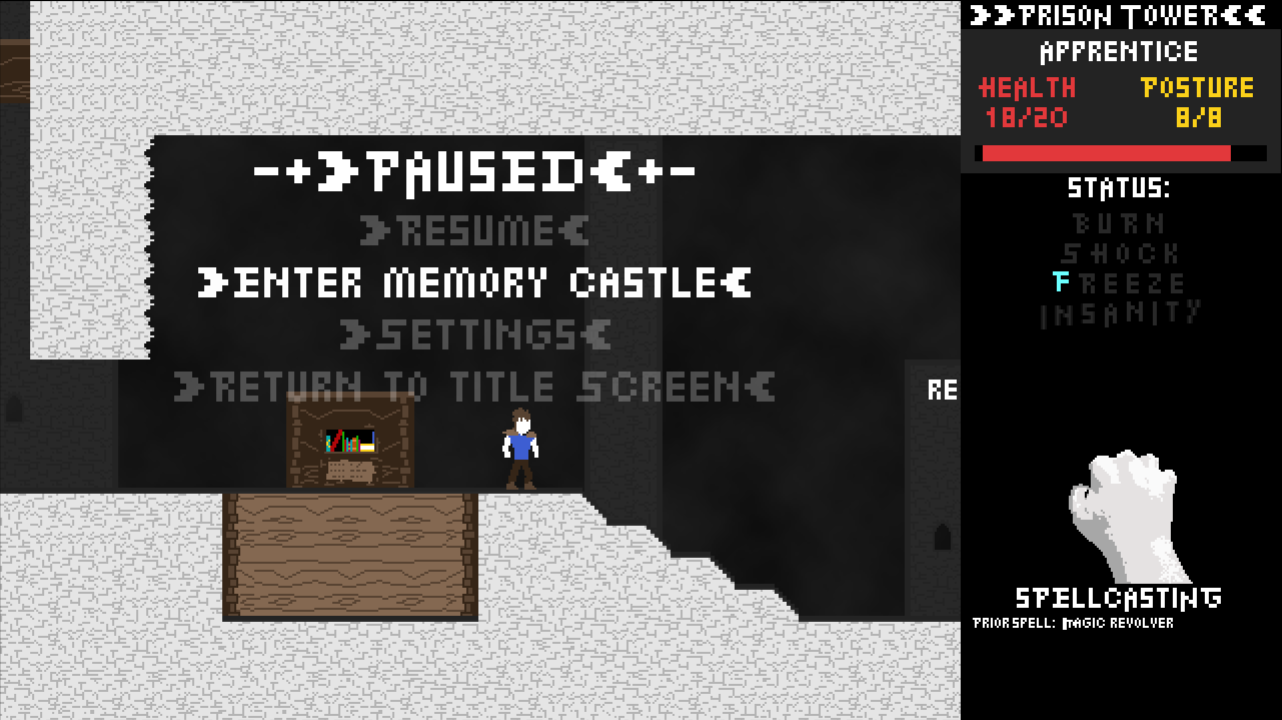 PRISON TOWER
APPRENTICE
HEALTH POSTURE
18/20 8/8
-+PAUSED+-
RESUME
ENTER MEMORY CASTLE
SETTINGS
RETURN TO TITLE SCREEN
RE
STATUS:
BURN
SHOCK
FREEZE
INSANITY
SPELLCASTING
PRIOR SPELL: MAGIC REVOLVER